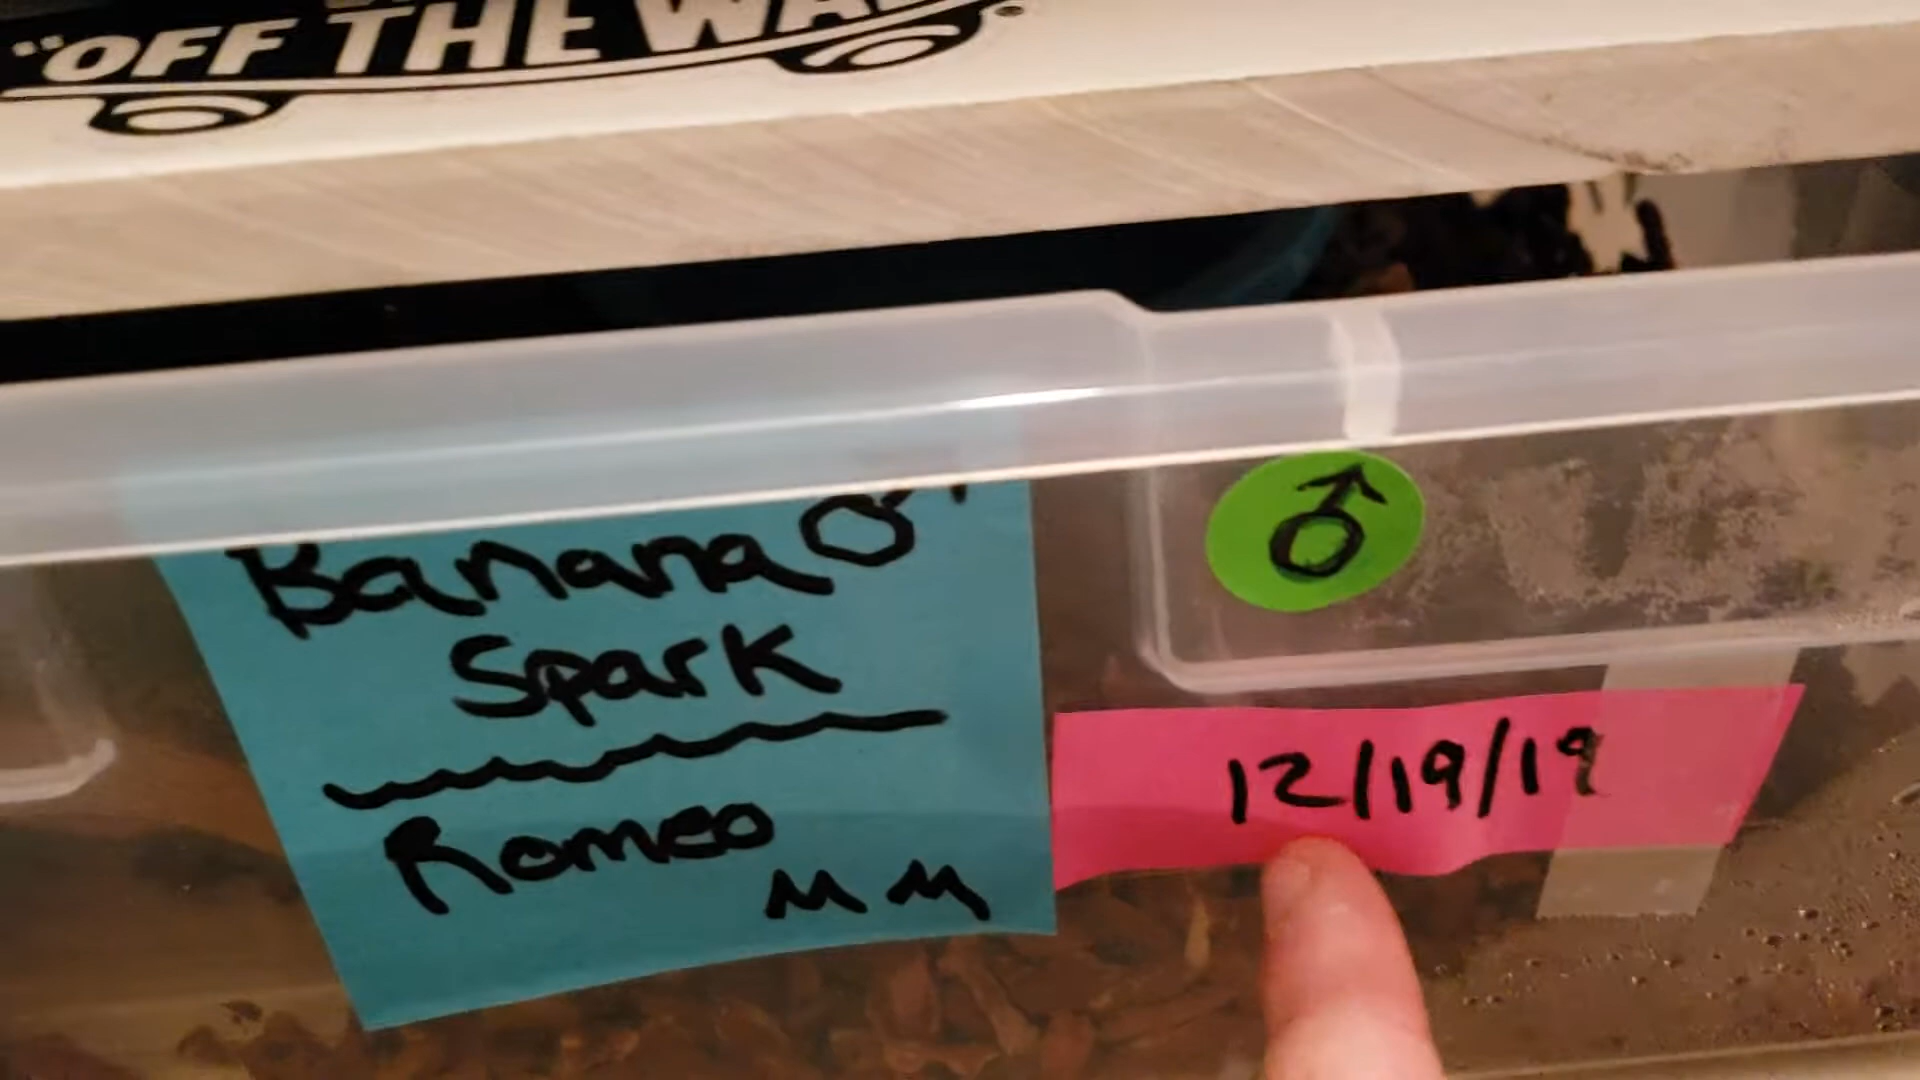 "OFF THE WA
Banana ♂
Spark
Romeo
MM
♂
12/19/19